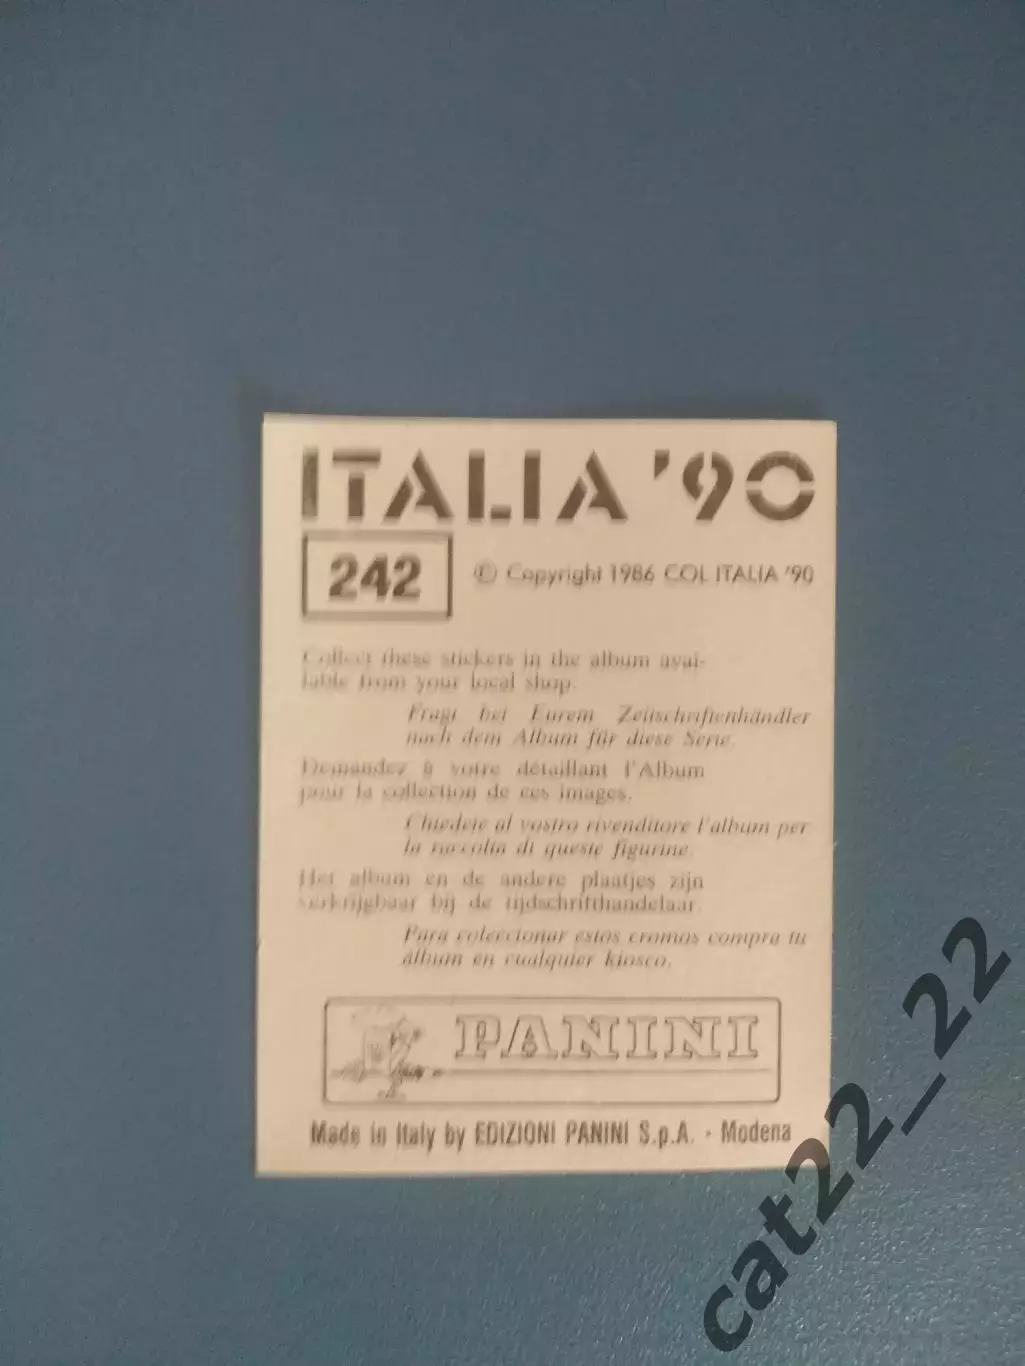 ITALIA '90
242
© Copyright 1986 COL ITALIA '90
Collect these stickers in the album avai-
lable from your local shop.
Fragt bei Eurem Zeitschriftenhändler
nach dem Album für diese Serie.
Demandez à votre détaillant l'Album
pour la collection de ces images.
Chiedete al vostro rivenditore l'album per
la raccolta di queste figurine.
Het album en de andere plaatjes zijn
verkrijgbaar bij de tijdschrifthandelaar.
Para coleccionar estos cromos compra tu
álbum en cualquier kiosco.
PANINI
Made in Italy by EDIZIONI PANINI S.p.A. - Modena
cat22_22